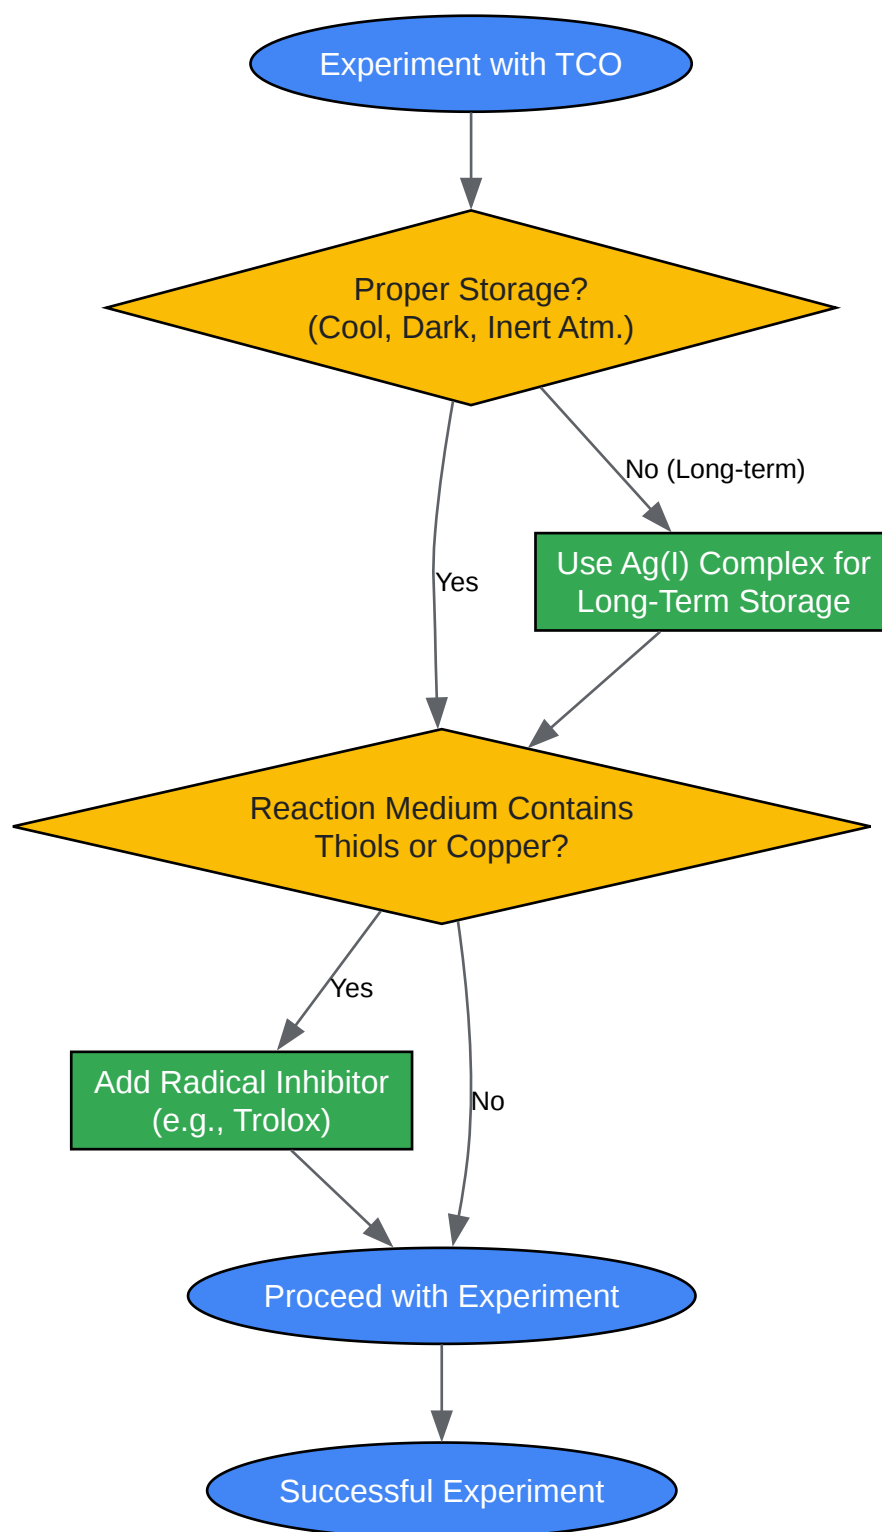 Experiment with TCO
Proper Storage?
(Cool, Dark, Inert Atm.)
No (Long-term)
Use Ag(I) Complex for
Long-Term Storage
Yes
Reaction Medium Contains
Thiols or Copper?
Yes
Add Radical Inhibitor
(e.g., Trolox)
No
Proceed with Experiment
Successful Experiment